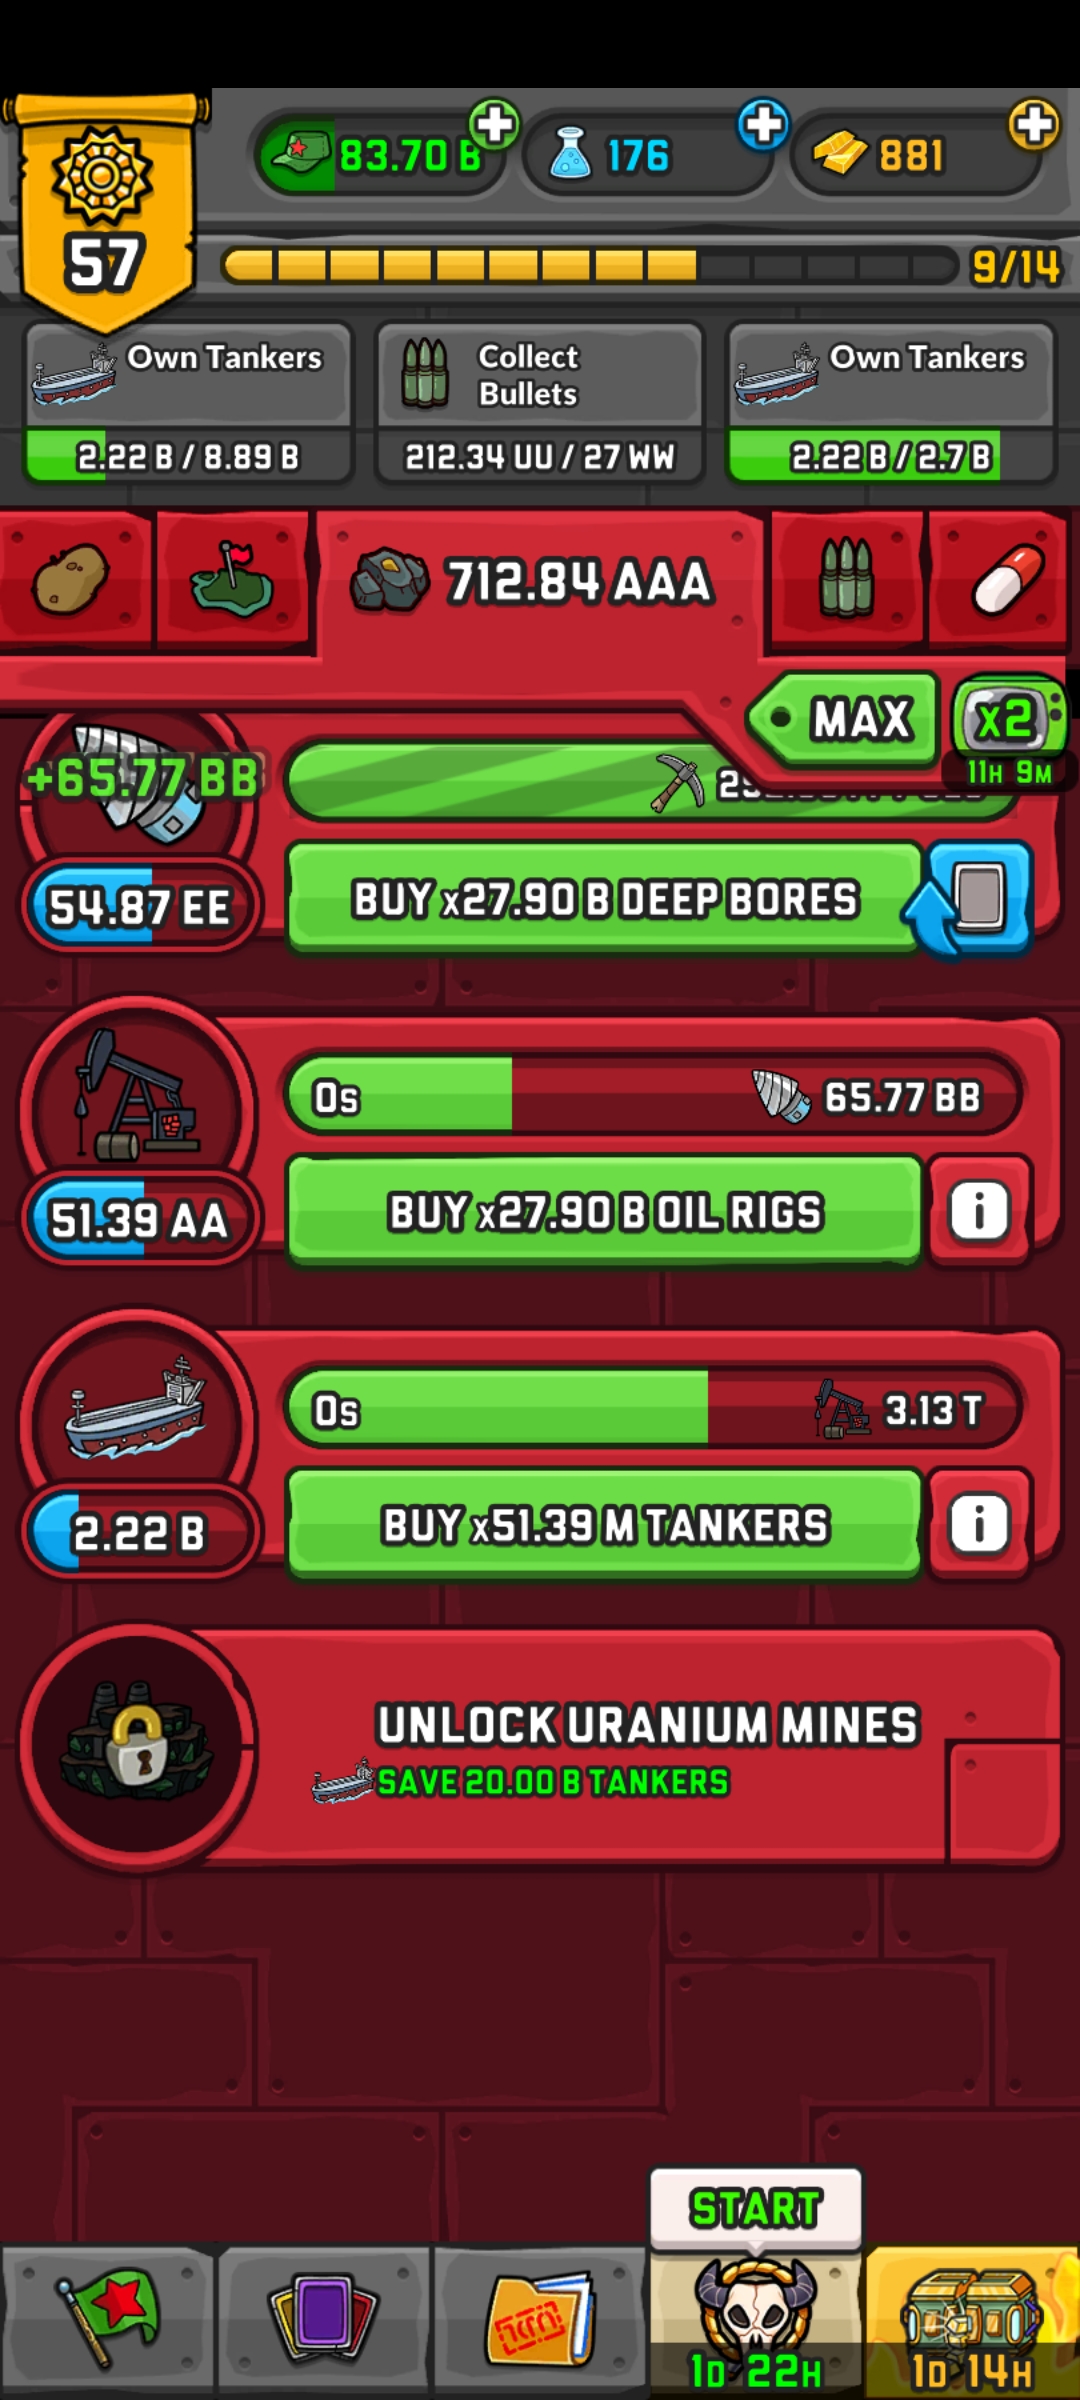 83.70 B
176
881
57
9/14
Own Tankers
2.22 B / 8.89 B
Collect
Bullets
212.34 UU / 27 WW
Own Tankers
2.22 B / 2.7 B
712.84 AAA
MAX
x2
11H 9M
+65.77 BB
54.87 EE
BUY x27.90 B DEEP BORES
0s
65.77 BB
51.39 AA
BUY x27.90 B OIL RIGS
0s
3.13 T
2.22 B
BUY x51.39 M TANKERS
UNLOCK URANIUM MINES
SAVE 20.00 B TANKERS
START
1D 22H
1D 14H